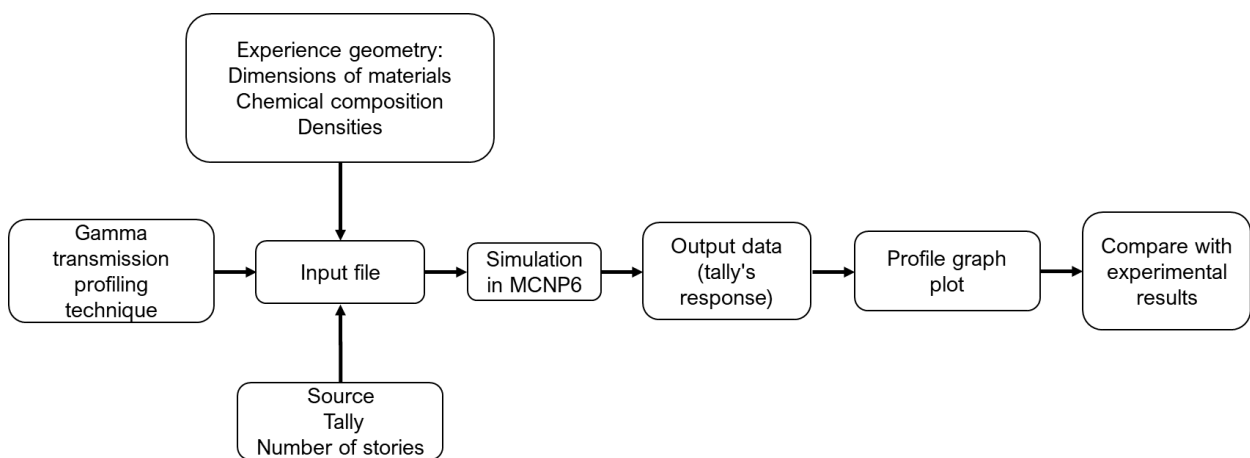 Experience geometry:
Dimensions of materials
Chemical composition
Densities
Gamma
transmission
profiling
technique
Input file
Simulation
in MCNP6
Output data
(tally's
response)
Profile graph
plot
Compare with
experimental
results
Source
Tally
Number of stories